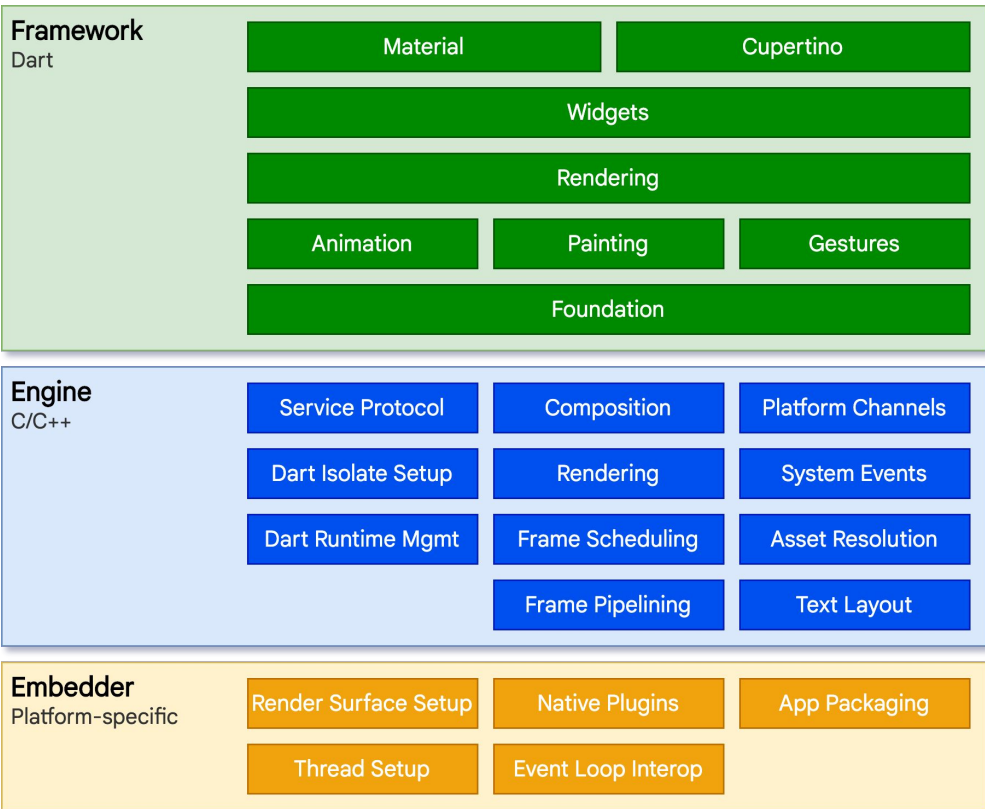 Framework
Dart
Material
Cupertino
Widgets
Rendering
Animation
Painting
Gestures
Foundation
Engine
C/C++
Service Protocol
Composition
Platform Channels
Dart Isolate Setup
Rendering
System Events
Dart Runtime Mgmt
Frame Scheduling
Asset Resolution
Frame Pipelining
Text Layout
Embedder
Platform-specific
Render Surface Setup
Native Plugins
App Packaging
Thread Setup
Event Loop Interop